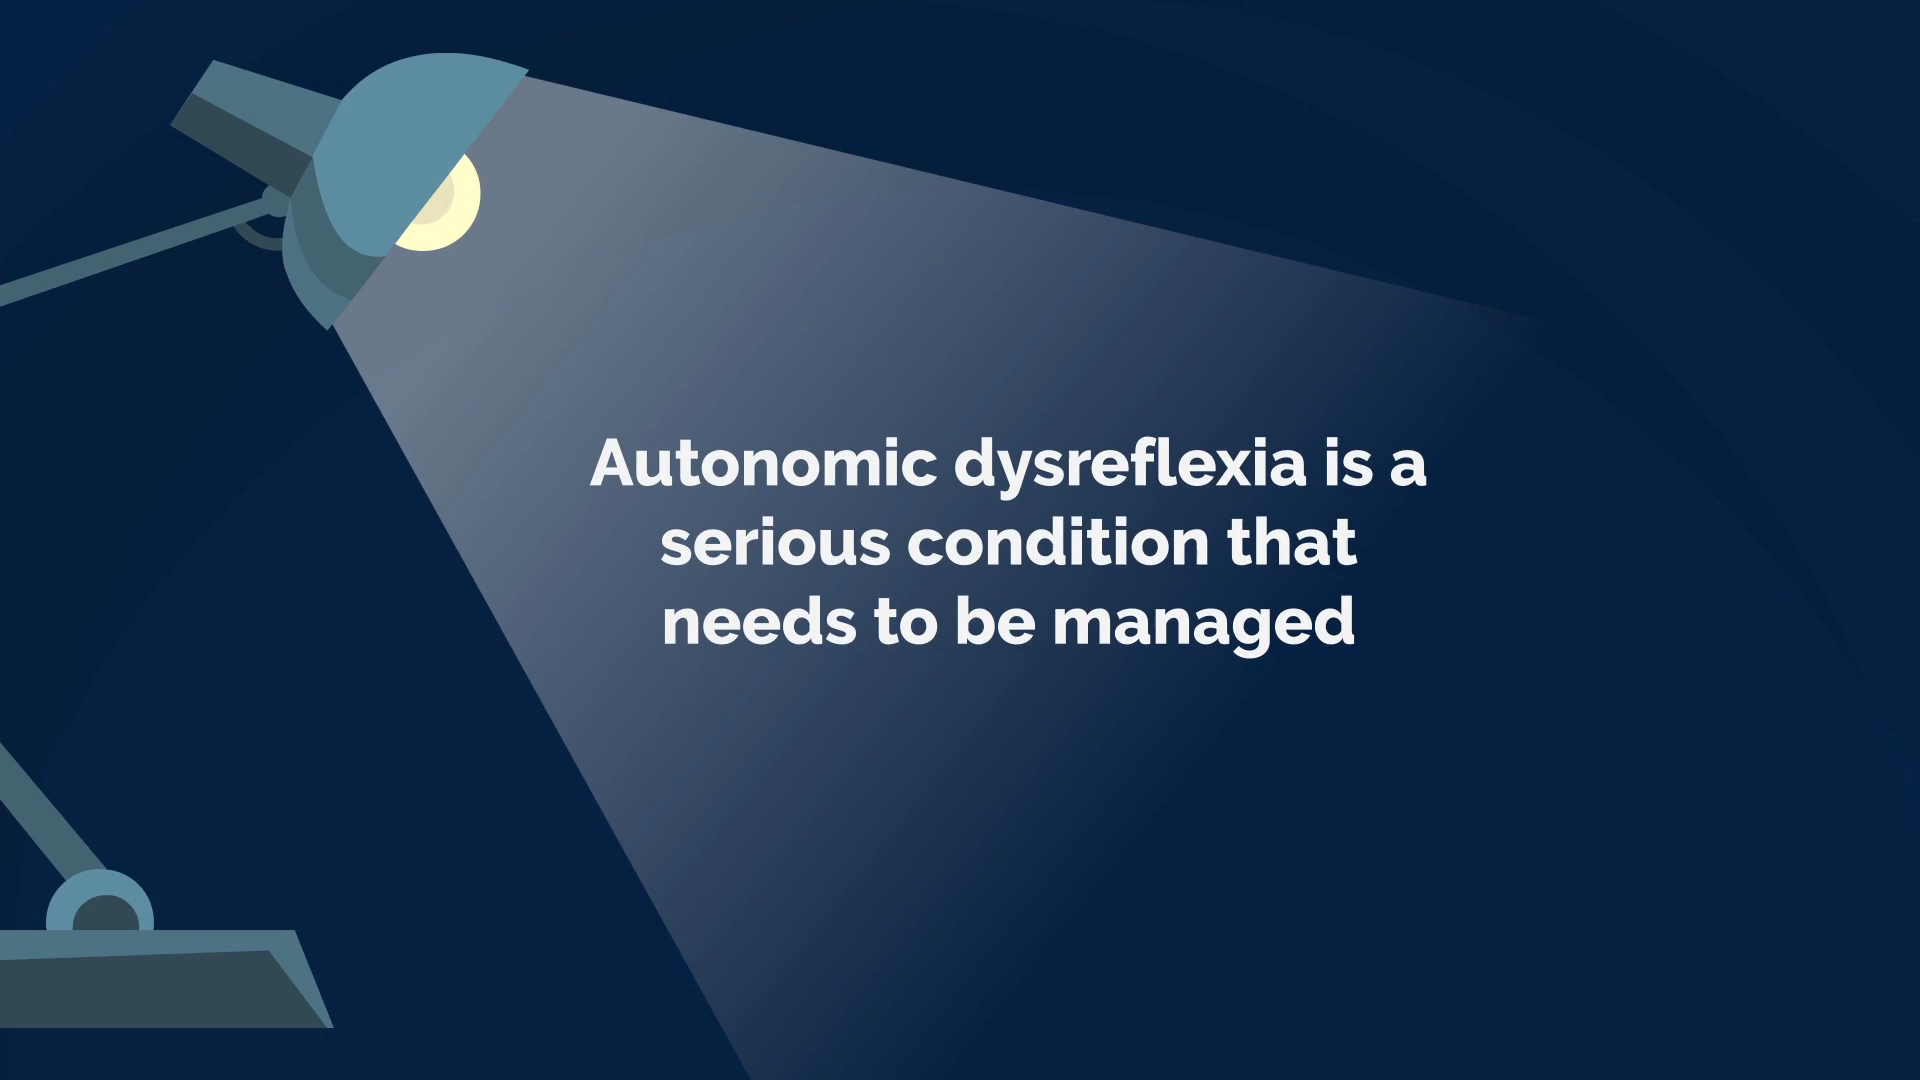 Autonomic dysreflexia is a
serious condition that
needs to be managed